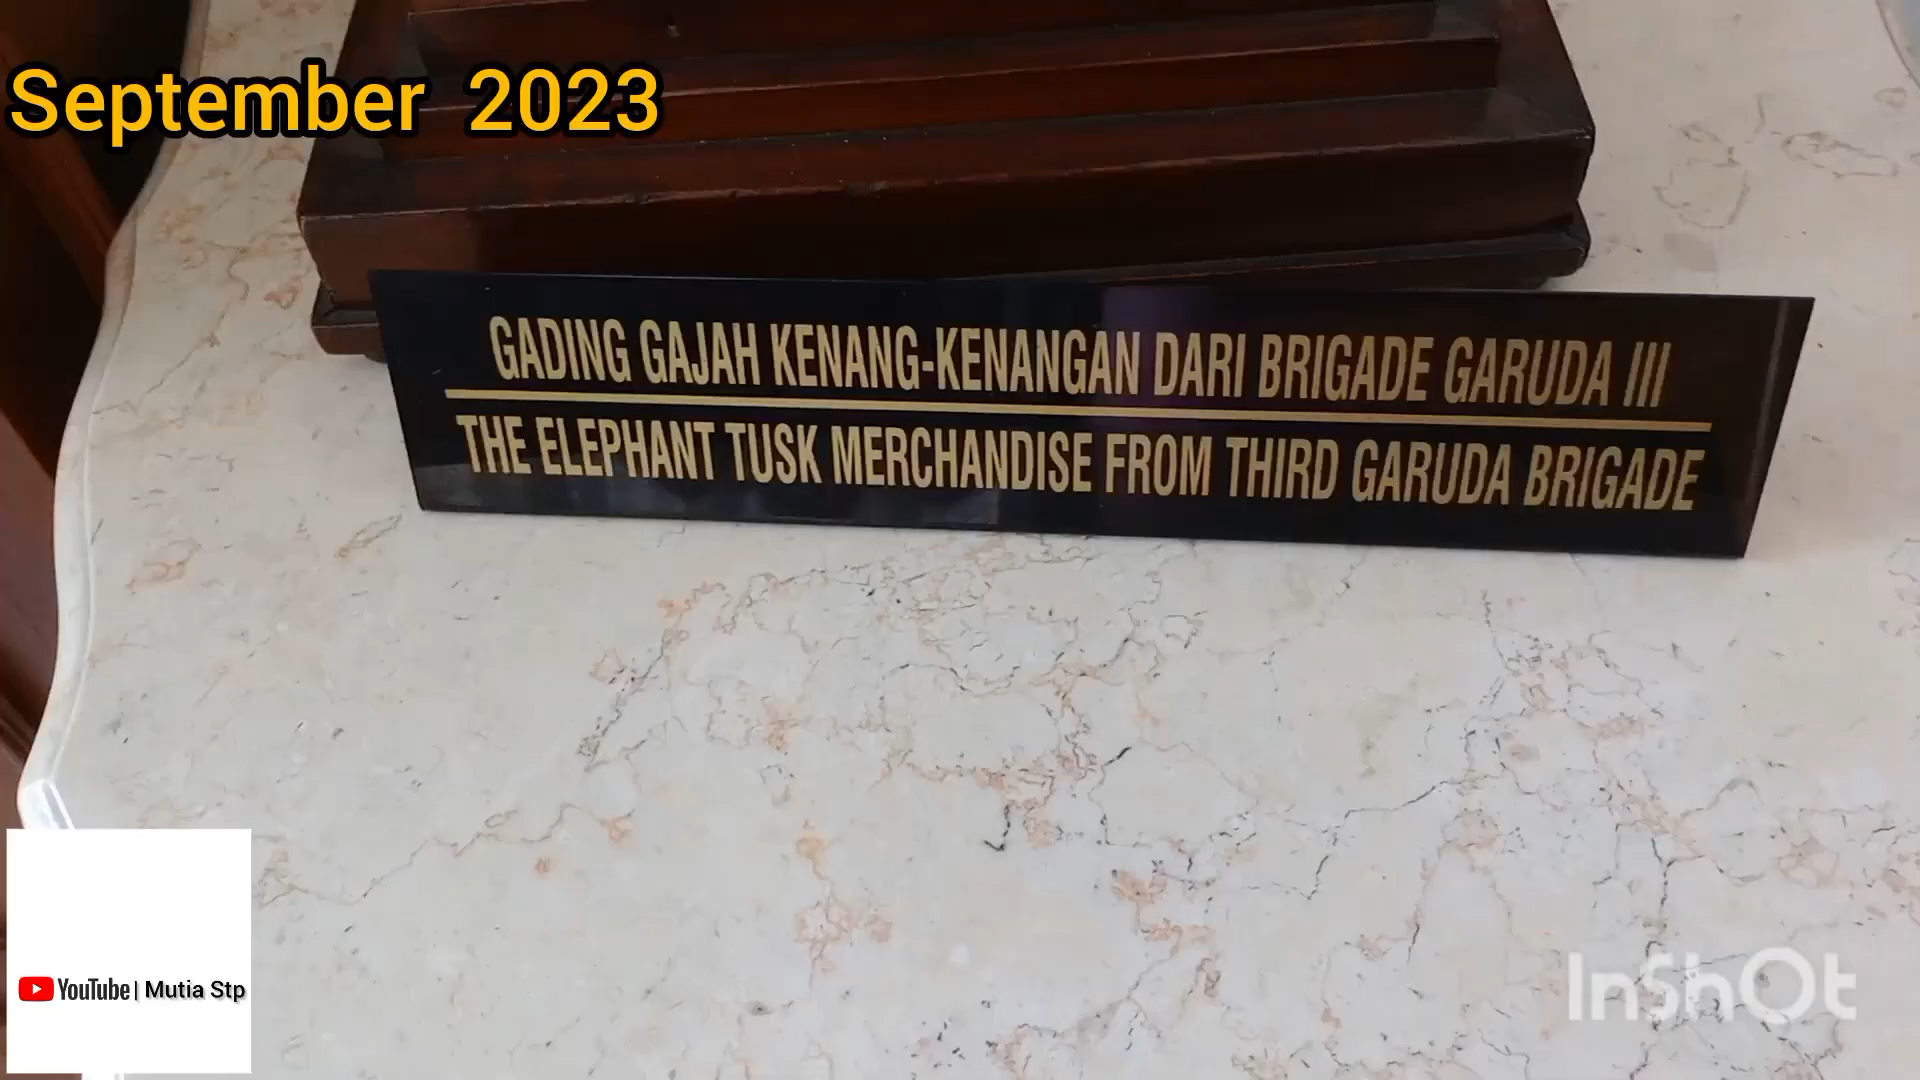 September 2023
GADING GAJAH KENANG-KENANGAN DARI BRIGADE GARUDA III
THE ELEPHANT TUSK MERCHANDISE FROM THIRD GARUDA BRIGADE
YouTube | Mutia Stp
InShOt